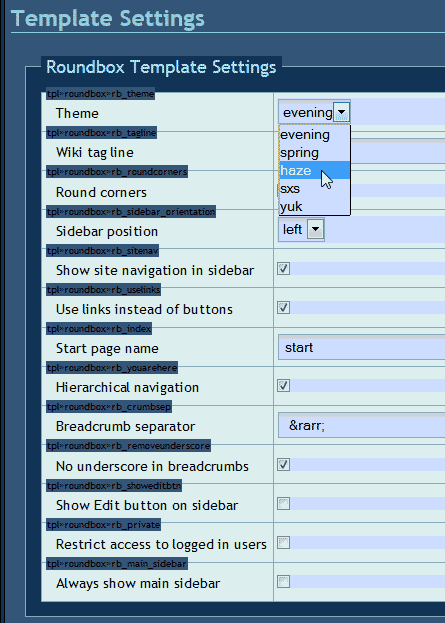 Template Settings
Roundbox Template Settings
tpl»roundbox»rb_theme
Theme
evening
evening
spring
haze
sxs
yuk
tpl»roundbox»rb_tagline
Wiki tag line
tpl»roundbox»rb_roundcorners
Round corners
tpl»roundbox»rb_sidebar_orientation
Sidebar position
left
tpl»roundbox»rb_sitenav
Show site navigation in sidebar
tpl»roundbox»rb_uselinks
Use links instead of buttons
tpl»roundbox»rb_index
Start page name
start
tpl»roundbox»rb_youarehere
Hierarchical navigation
tpl»roundbox»rb_crumbsep
Breadcrumb separator
&rarr;
tpl»roundbox»rb_removeunderscore
No underscore in breadcrumbs
tpl»roundbox»rb_showeditbtn
Show Edit button on sidebar
tpl»roundbox»rb_private
Restrict access to logged in users
tpl»roundbox»rb_main_sidebar
Always show main sidebar